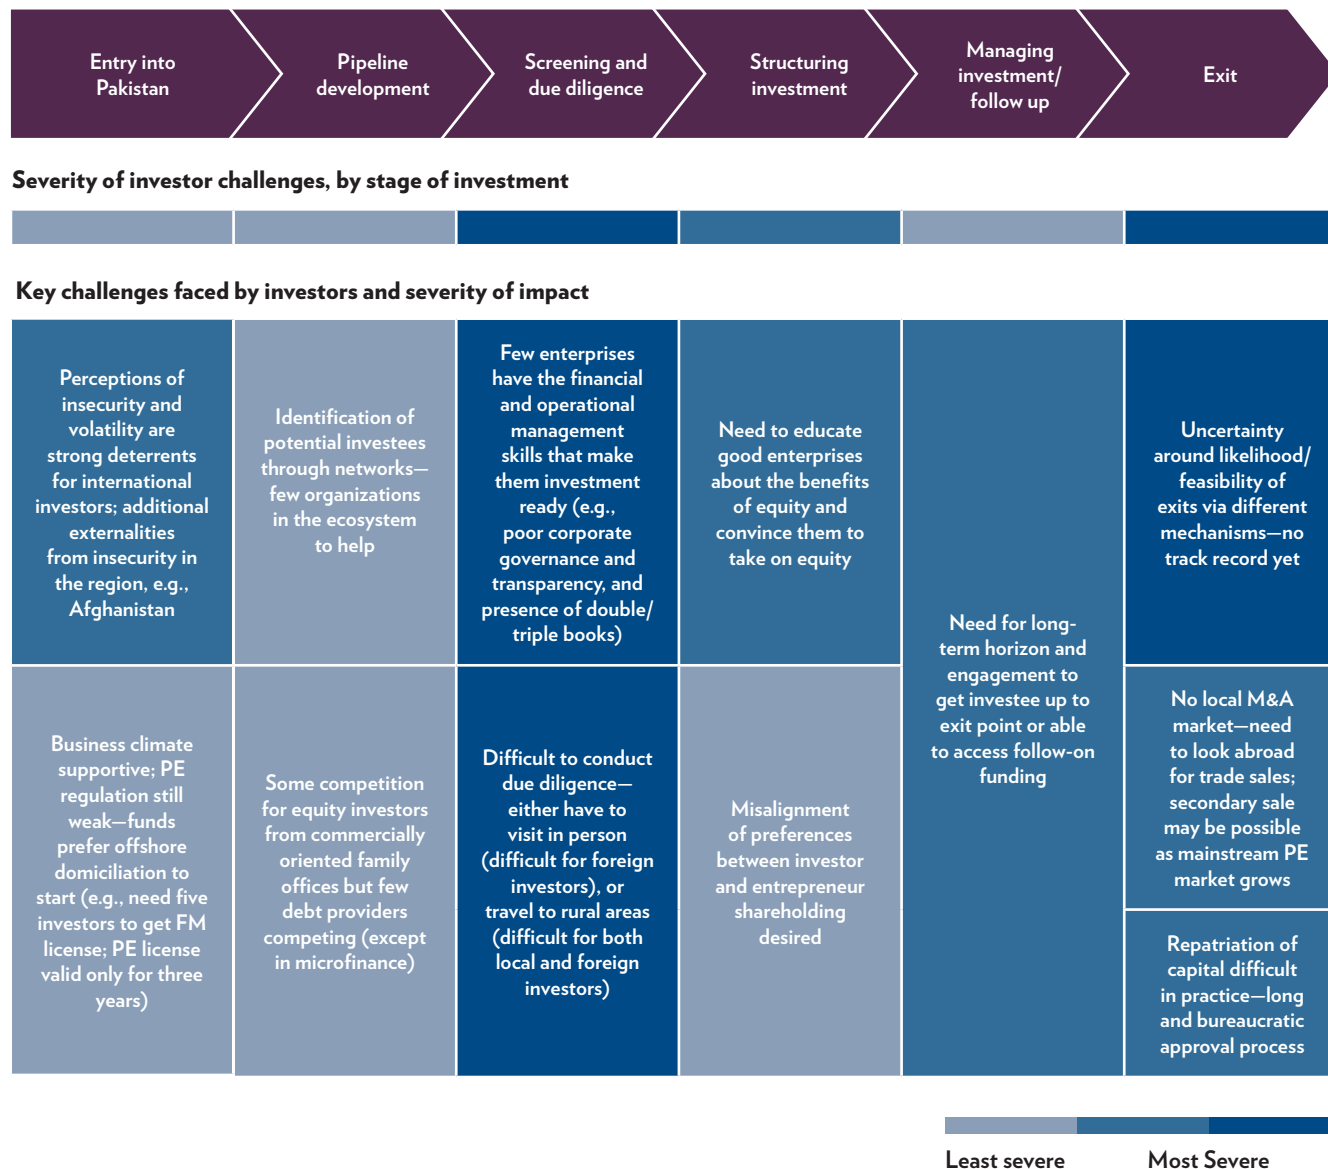 Entry into
Pakistan
Pipeline
development
Screening and
due diligence
Structuring
investment
Managing
investment/
follow up
Exit
Severity of investor challenges, by stage of investment
Key challenges faced by investors and severity of impact
Perceptions of
insecurity and
volatility are
strong deterrents
for international
investors; additional
externalities
from insecurity in
the region, e.g.,
Afghanistan
Identification of
potential investees
through networks—
few organizations
in the ecosystem
to help
Few enterprises
have the financial
and operational
management
skills that make
them investment
ready (e.g.,
poor corporate
governance and
transparency, and
presence of double/
triple books)
Need to educate
good enterprises
about the benefits
of equity and
convince them to
take on equity
Need for long-
term horizon and
engagement to
get investee up to
exit point or able
to access follow-on
funding
Uncertainty
around likelihood/
feasibility of
exits via different
mechanisms—no
track record yet
Business climate
supportive; PE
regulation still
weak—funds
prefer offshore
domiciliation to
start (e.g., need five
investors to get FM
license; PE license
valid only for three
years)
Some competition
for equity investors
from commercially
oriented family
offices but few
debt providers
competing (except
in microfinance)
Difficult to conduct
due diligence—
either have to
visit in person
(difficult for foreign
investors), or
travel to rural areas
(difficult for both
local and foreign
investors)
Misalignment
of preferences
between investor
and entrepreneur
shareholding
desired
No local M&A
market—need
to look abroad
for trade sales;
secondary sale
may be possible
as mainstream PE
market grows
Repatriation of
capital difficult
in practice—long
and bureaucratic
approval process
Least severe
Most Severe